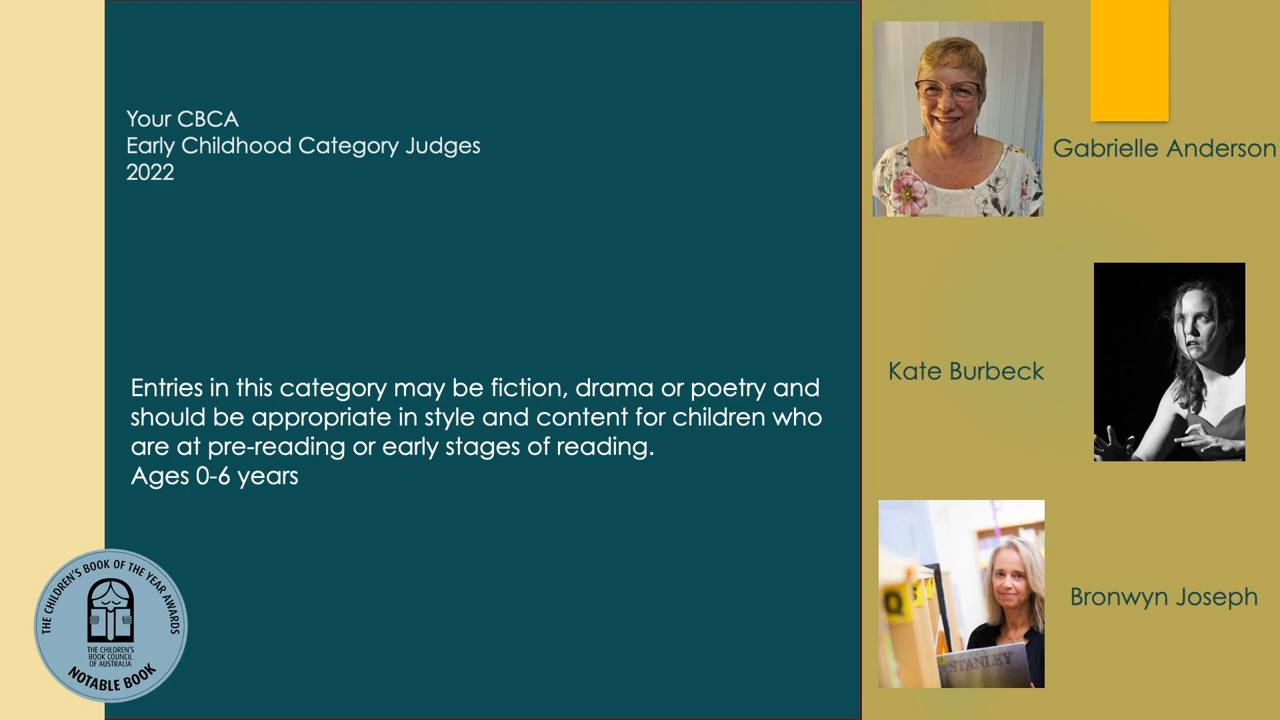 Your CBCA
Early Childhood Category Judges
2022
Entries in this category may be fiction, drama or poetry and
should be appropriate in style and content for children who
are at pre-reading or early stages of reading.
Ages 0-6 years
THE CHILDREN'S BOOK OF THE YEAR AWARDS
THE CHILDREN'S
BOOK COUNCIL
OF AUSTRALIA
NOTABLE BOOK
Gabrielle Anderson
Kate Burbeck
Q
STANLEY
Bronwyn Joseph